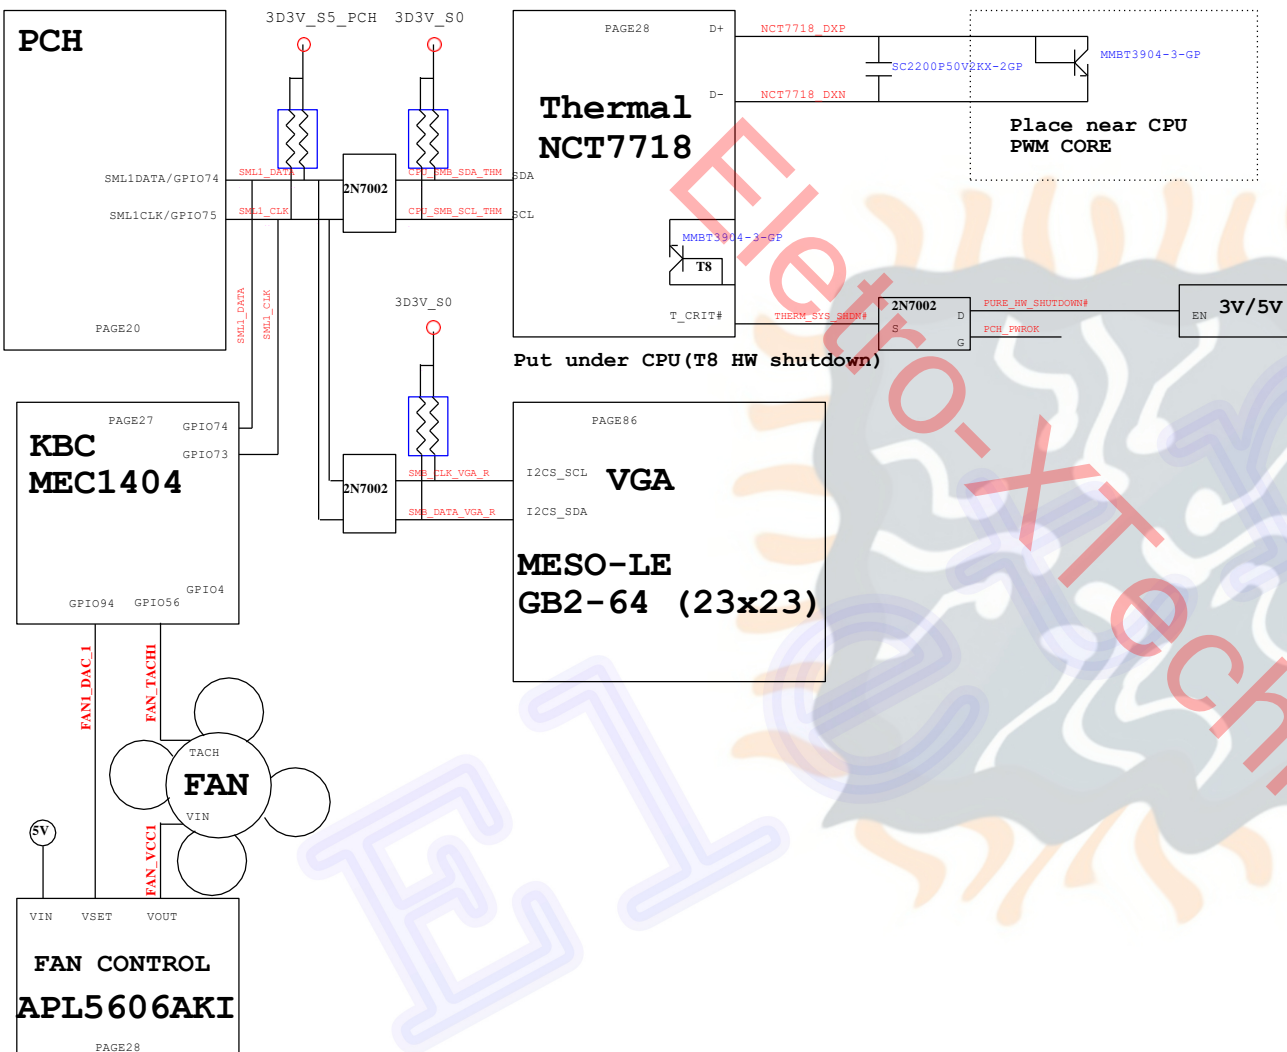 3D3V_S5_PCH
3D3V_S0
PCH
SML1DATA/GPIO74
SML1CLK/GPIO75
PAGE20
SML1_DATA
SML1_CLK
2N7002
CPU_SMB_SDA_THM
CPU_SMB_SCL_THM
PAGE28
D+
D-
Thermal
NCT7718
SDA
SCL
MMBT3904-3-GP
T8
T_CRIT#
NCT7718_DXP
NCT7718_DXN
SC2200P50V2KX-2GP
MMBT3904-3-GP
Place near CPU
PWM CORE
THERM_SYS_SHDN#
2N7002
S
D
G
PURE_HW_SHUTDOWN#
PCH_PWROK
EN
3V/5V
Put under CPU(T8 HW shutdown)
SML1_DATA
SML1_CLK
3D3V_S0
PAGE27
GPIO74
GPIO73
KBC
MEC1404
GPIO4
GPIO94
GPIO56
2N7002
SMB_CLK_VGA_R
SMB_DATA_VGA_R
PAGE86
I2CS_SCL
I2CS_SDA
VGA
MESO-LE
GB2-64 (23x23)
FAN1_DAC_1
FAN_TACH1
TACH
FAN
VIN
FAN_VCC1
5V
VIN
VSET
VOUT
FAN CONTROL
APL5606AKI
PAGE28
Eletro-XTech
Ele